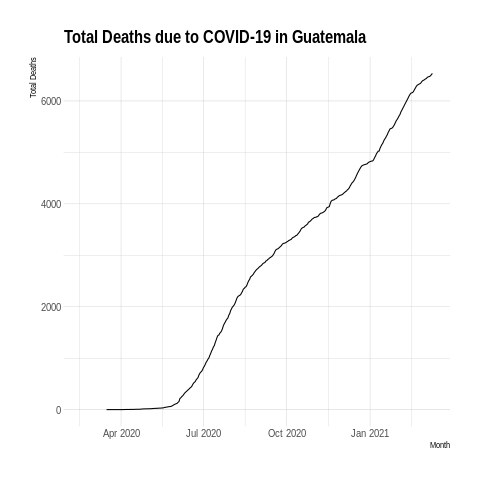 Total Deaths due to COVID-19 in Guatemala
Total Deaths
6000
4000
2000
0
Apr 2020 Jul 2020 Oct 2020 Jan 2021
Month